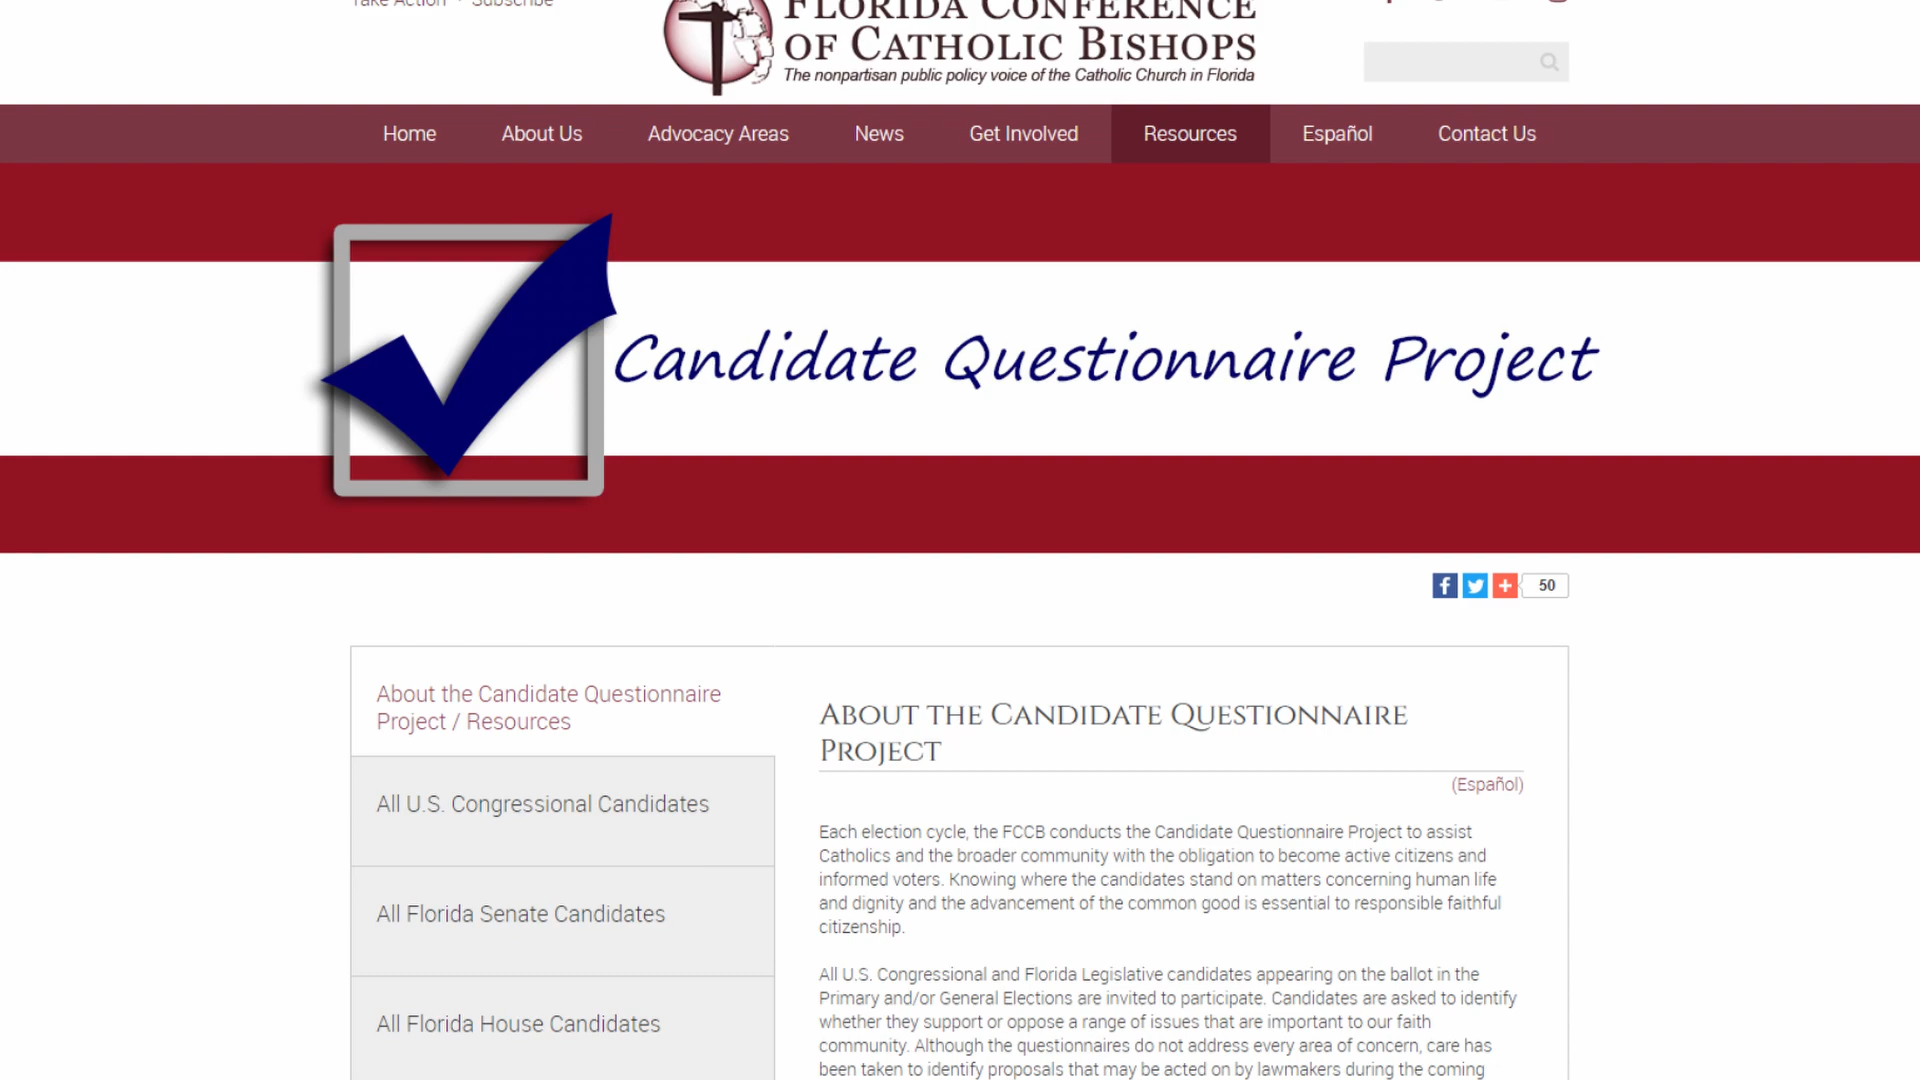 Take Action • Subscribe
FLORIDA CONFERENCE
OF CATHOLIC BISHOPS
The nonpartisan public policy voice of the Catholic Church in Florida
Home
About Us
Advocacy Areas
News
Get Involved
Resources
Español
Contact Us
Candidate Questionnaire Project
50
About the Candidate Questionnaire
Project / Resources
All U.S. Congressional Candidates
All Florida Senate Candidates
All Florida House Candidates
ABOUT THE CANDIDATE QUESTIONNAIRE
PROJECT
(Español)
Each election cycle, the FCCB conducts the Candidate Questionnaire Project to assist
Catholics and the broader community with the obligation to become active citizens and
informed voters. Knowing where the candidates stand on matters concerning human life
and dignity and the advancement of the common good is essential to responsible faithful
citizenship.
All U.S. Congressional and Florida Legislative candidates appearing on the ballot in the
Primary and/or General Elections are invited to participate. Candidates are asked to identify
whether they support or oppose a range of issues that are important to our faith
community. Although the questionnaires do not address every area of concern, care has
been taken to identify proposals that may be acted on by lawmakers during the coming